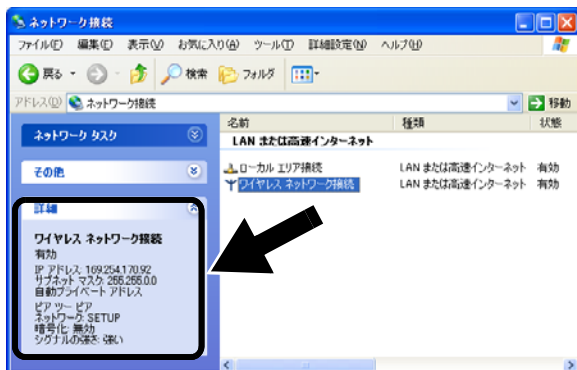 ネットワーク接続
ファイル(F) 編集(E) 表示(V) お気に入り(A) ツール(T) 詳細設定(N) ヘルプ(H)
戻る 検索 フォルダ
アドレス(D) ネットワーク接続 移動
ネットワーク タスク
その他
詳細
ワイヤレス ネットワーク接続
有効
IP アドレス: 169.254.170.92
サブネット マスク: 255.255.0.0
自動プライベート アドレス
ピア ツー ピア
ネットワーク: SETUP
暗号化: 無効
シグナルの強さ: 強い
名前 種類 状態
LAN または高速インターネット
ローカル エリア接続 LAN または高速インターネット 有効
ワイヤレス ネットワーク接続 LAN または高速インターネット 有効